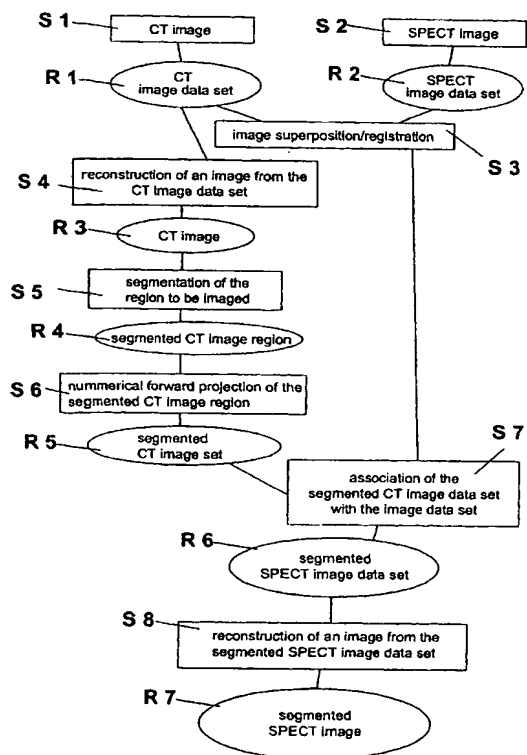 S 1
CT image
S 2
SPECT image
R 1
CT
image data set
R 2
SPECT
image data set
image superposition/registration
S 3
S 4
reconstruction of an image from the
CT image data set
R 3
CT image
S 5
segmentation of the
region to be imaged
R 4
segmented CT image region
S 6
nummerical forward projection of the
segmented CT image region
R 5
segmented
CT image set
S 7
association of the
segmented CT image data set
with the image data set
R 6
segmented
SPECT image data set
S 8
reconstruction of an image from the
segmented SPECT image data set
R 7
segmented
SPECT image